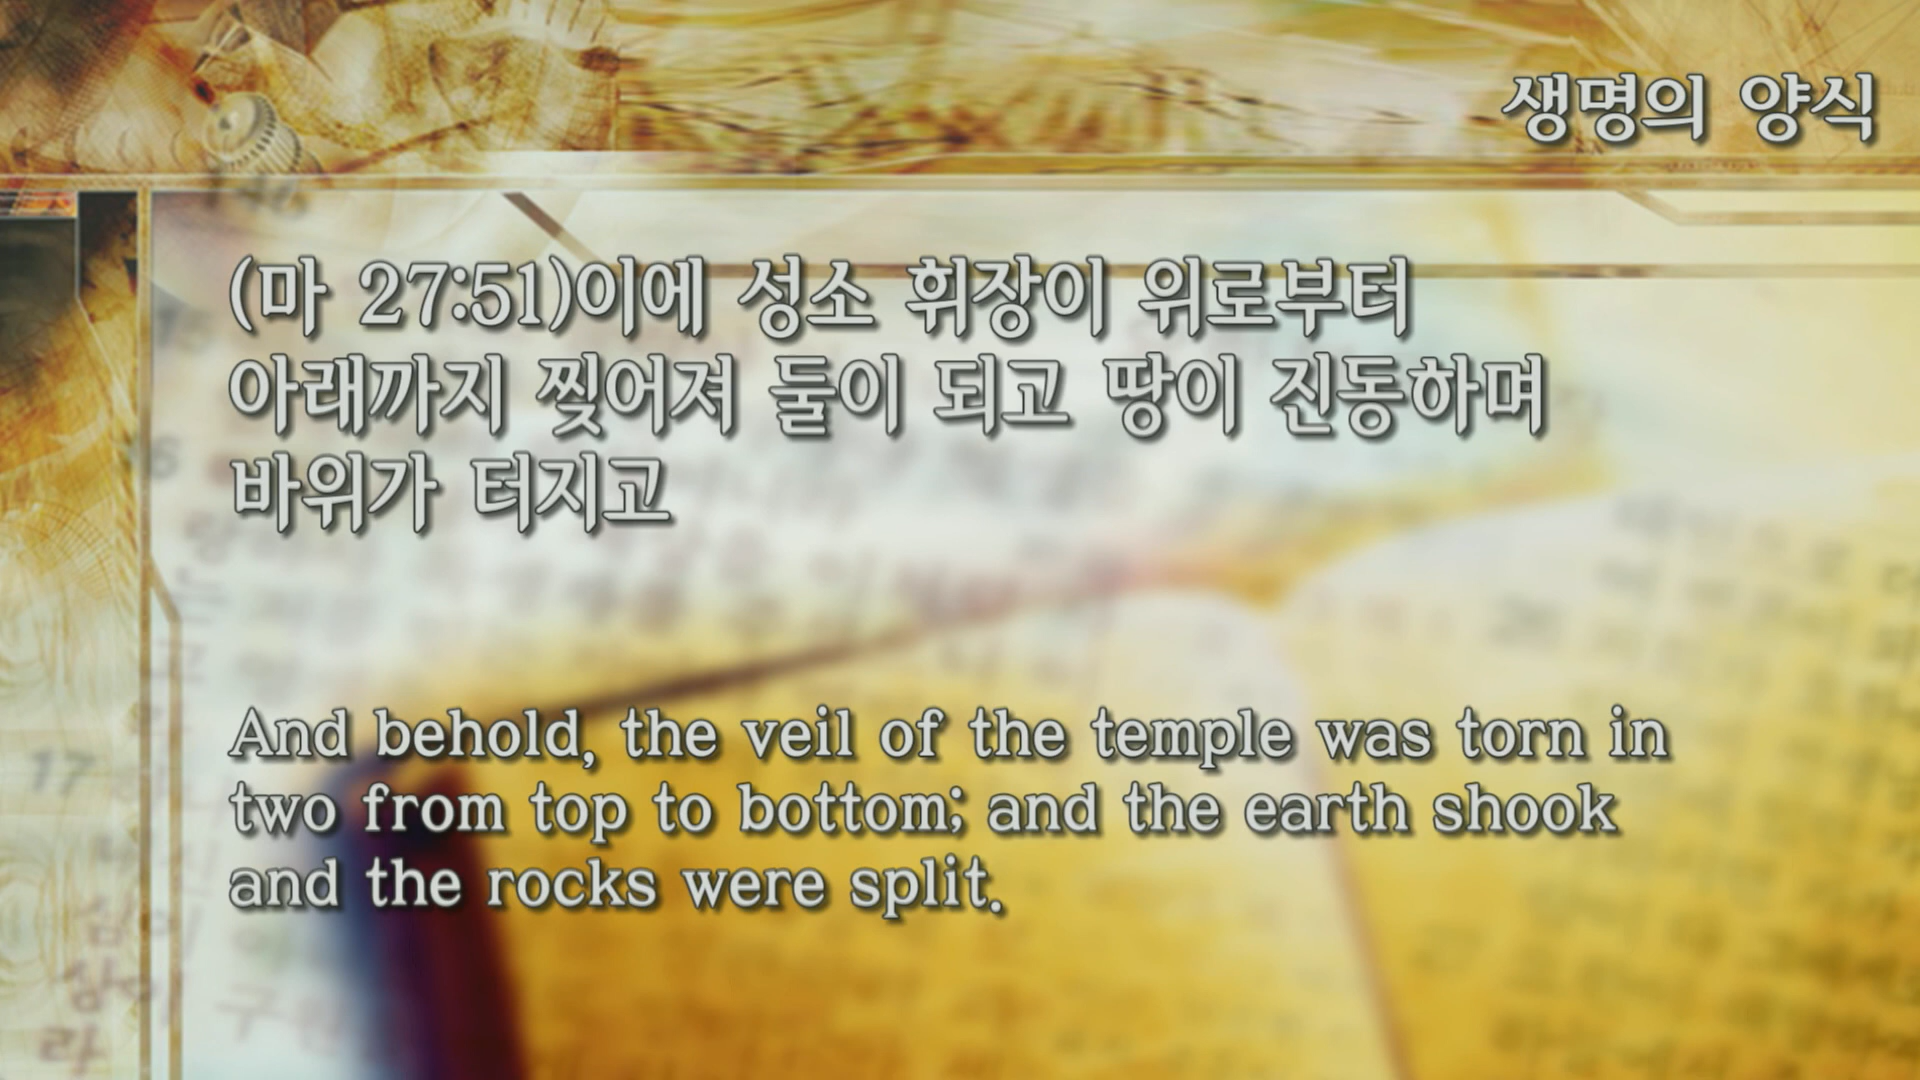 생명의 양식
(마 27:51)이에 성소 휘장이 위로부터
아래까지 찢어져 둘이 되고 땅이 진동하며
바위가 터지고
And behold, the veil of the temple was torn in
two from top to bottom; and the earth shook
and the rocks were split.